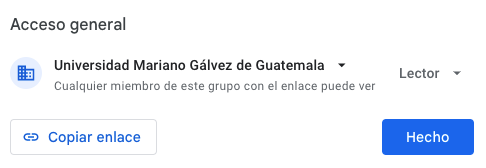 Acceso general
Universidad Mariano Gálvez de Guatemala
Cualquier miembro de este grupo con el enlace puede ver
Lector
Copiar enlace
Hecho